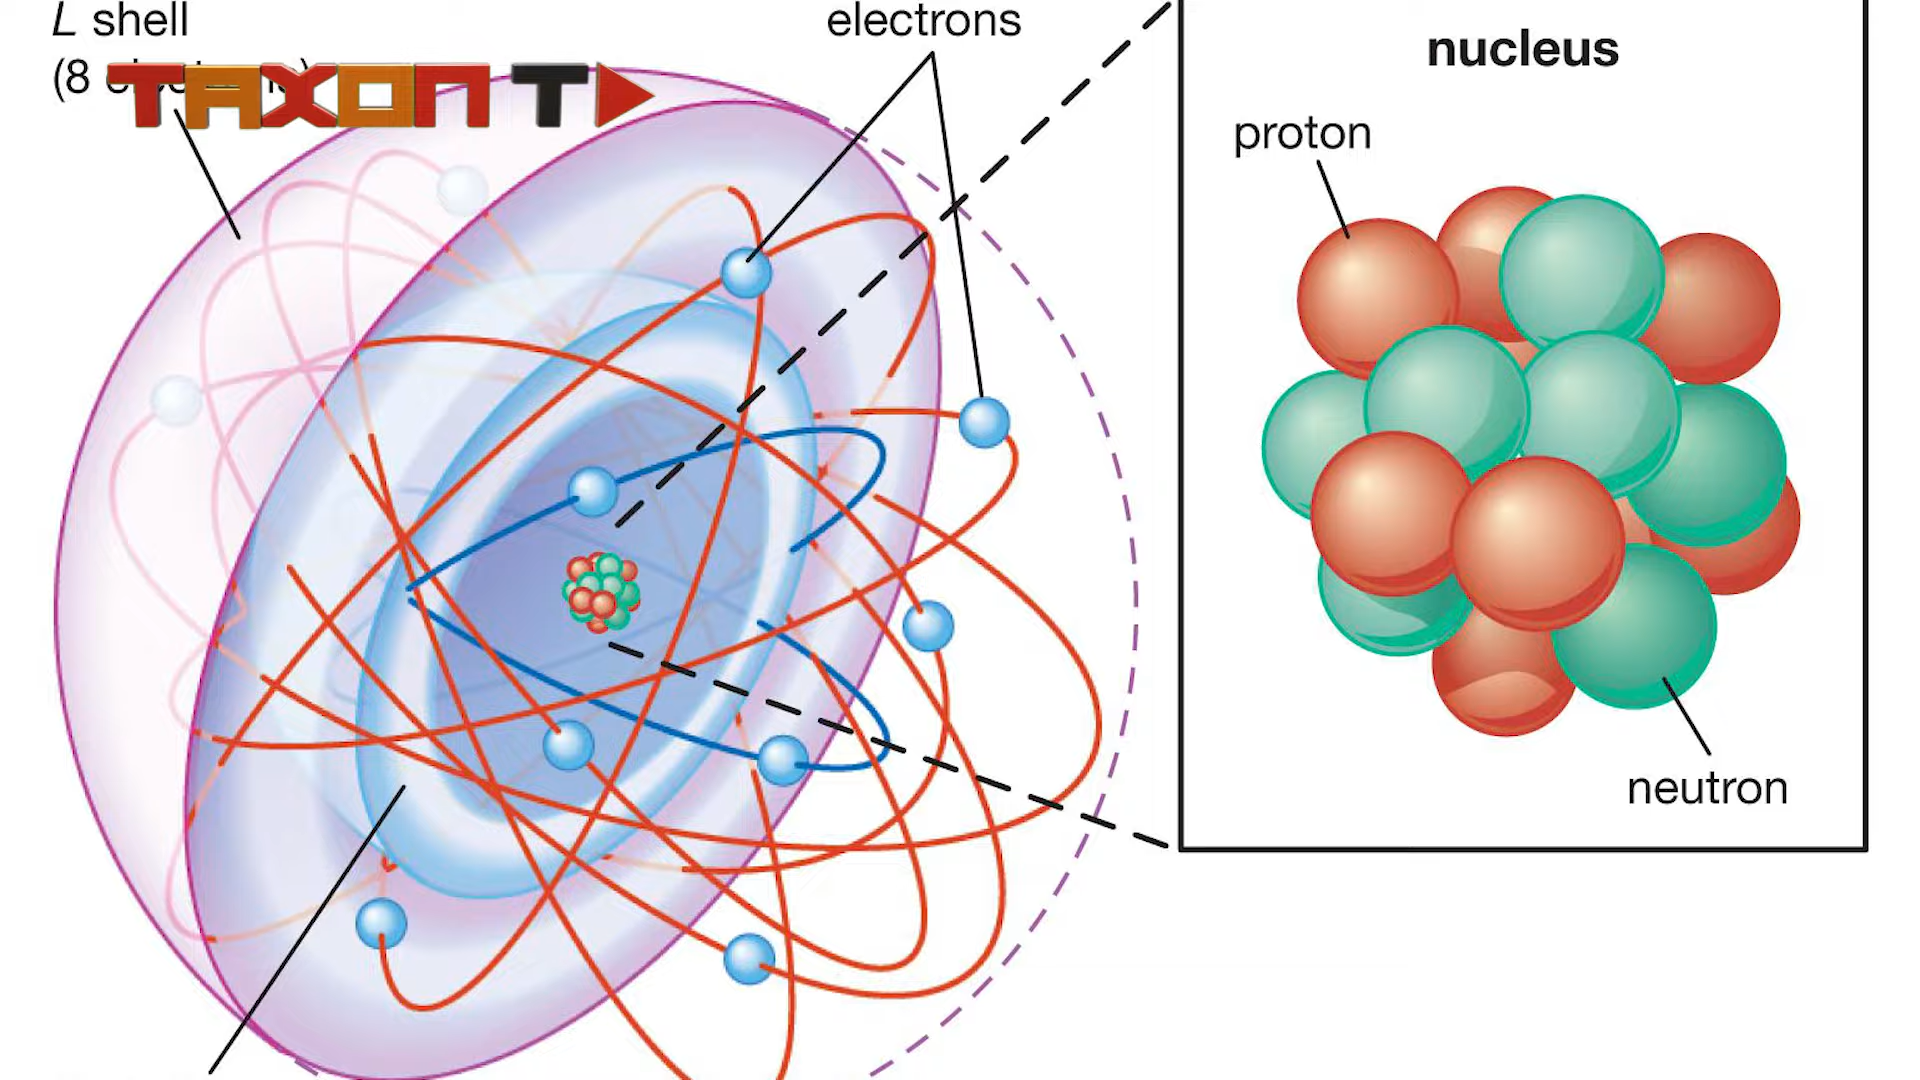 L shell
(8
TAXON T
electrons
nucleus
proton
neutron